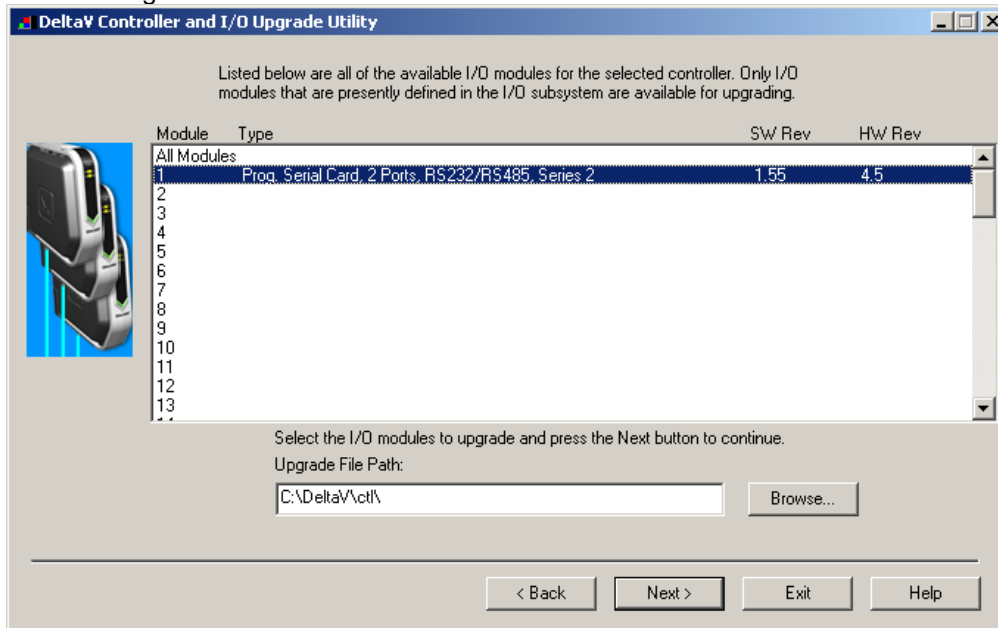 DeltaV Controller and I/O Upgrade Utility
Listed below are all of the available I/O modules for the selected controller. Only I/O
modules that are presently defined in the I/O subsystem are available for upgrading.
Module Type SW Rev HW Rev
All Modules
1 Prog. Serial Card, 2 Ports, RS232/RS485, Series 2 1.55 4.5
2
3
4
5
6
7
8
9
10
11
12
13
Select the I/O modules to upgrade and press the Next button to continue.
Upgrade File Path:
C:\DeltaV\ctl\ Browse...
< Back Next > Exit Help